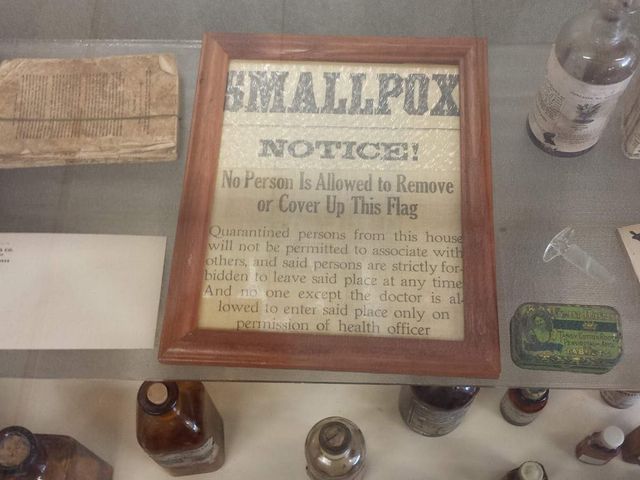 SMALLPOX
NOTICE!
No Person Is Allowed to Remove
or Cover Up This Flag
Quarantined persons from this house
will not be permitted to associate with
others, and said persons are strictly for-
bidden to leave said place at any time
And no one except the doctor is al-
lowed to enter said place only on
permission of health officer